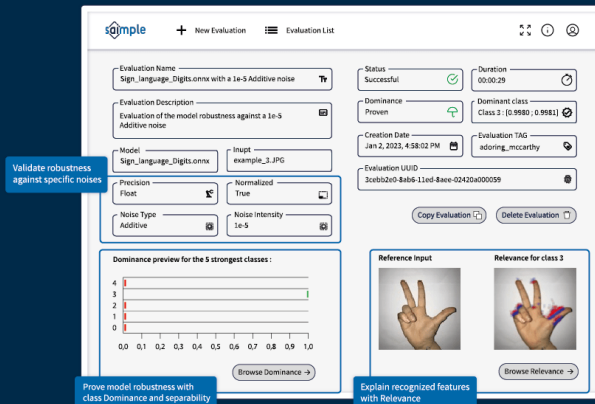 saimple
New Evaluation
Evaluation List
Evaluation Name
Sign_language_Digits.onnx with a 1e-5 Additive noise
Evaluation Description
Evaluation of the model robustness against a 1e-5
Additive noise
Model
Sign_language_Digits.onnx
Inupt
example_3.JPG
Validate robustness
against specific noises
Precision
Float
Normalized
True
Noise Type
Additive
Noise Intensity
1e-5
Status
Successful
Duration
00:00:29
Dominance
Proven
Dominant class
Class 3 : [0.9980 ; 0.9981]
Creation Date
Jan 2, 2023, 4:58:02 PM
Evaluation TAG
adoring_mccarthy
Evaluation UUID
3cebb2e0-8ab6-11ed-8aee-02420a000059
Copy Evaluation
Delete Evaluation
Dominance preview for the 5 strongest classes :
4
3
2
1
0
0,0 0,1 0,2 0,3 0,4 0,5 0,6 0,7 0,8 0,9 1,0
Browse Dominance →
Prove model robustness with
class Dominance and separability
Reference Input
Relevance for class 3
Browse Relevance →
Explain recognized features
with Relevance